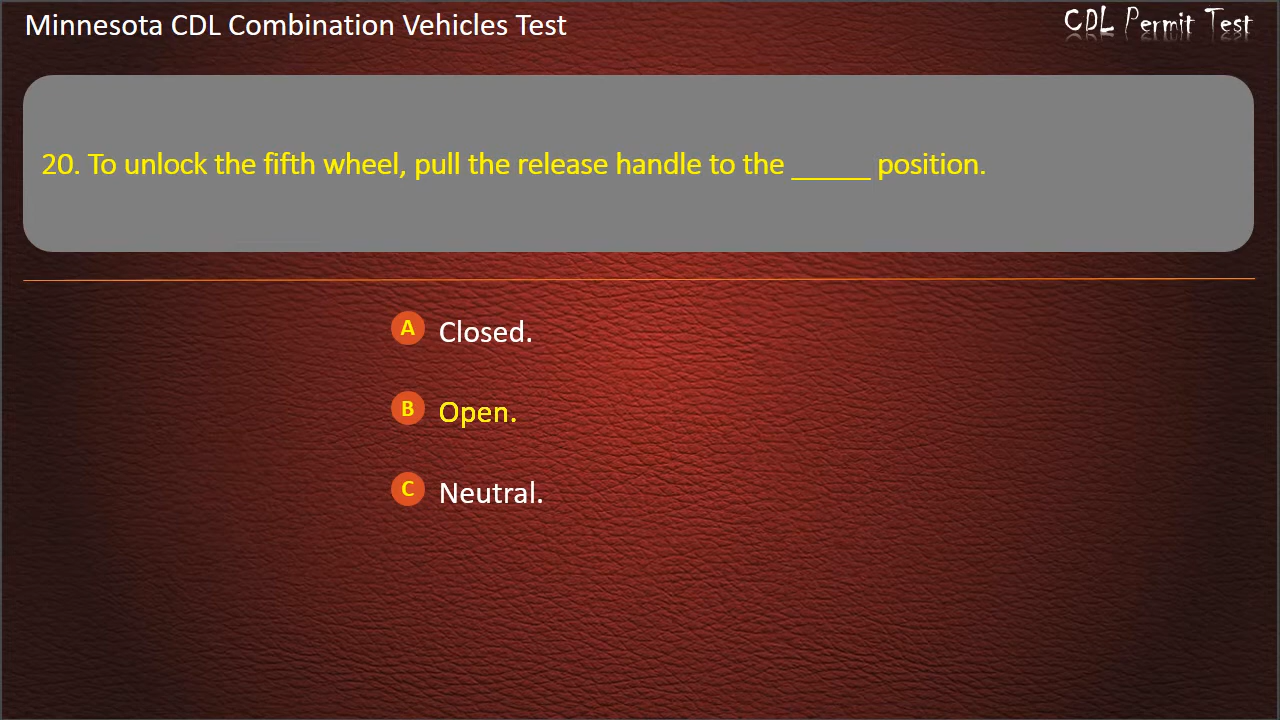 Minnesota CDL Combination Vehicles Test
CDL Permit Test
20. To unlock the fifth wheel, pull the release handle to the _____ position.
A Closed.
B Open.
C Neutral.